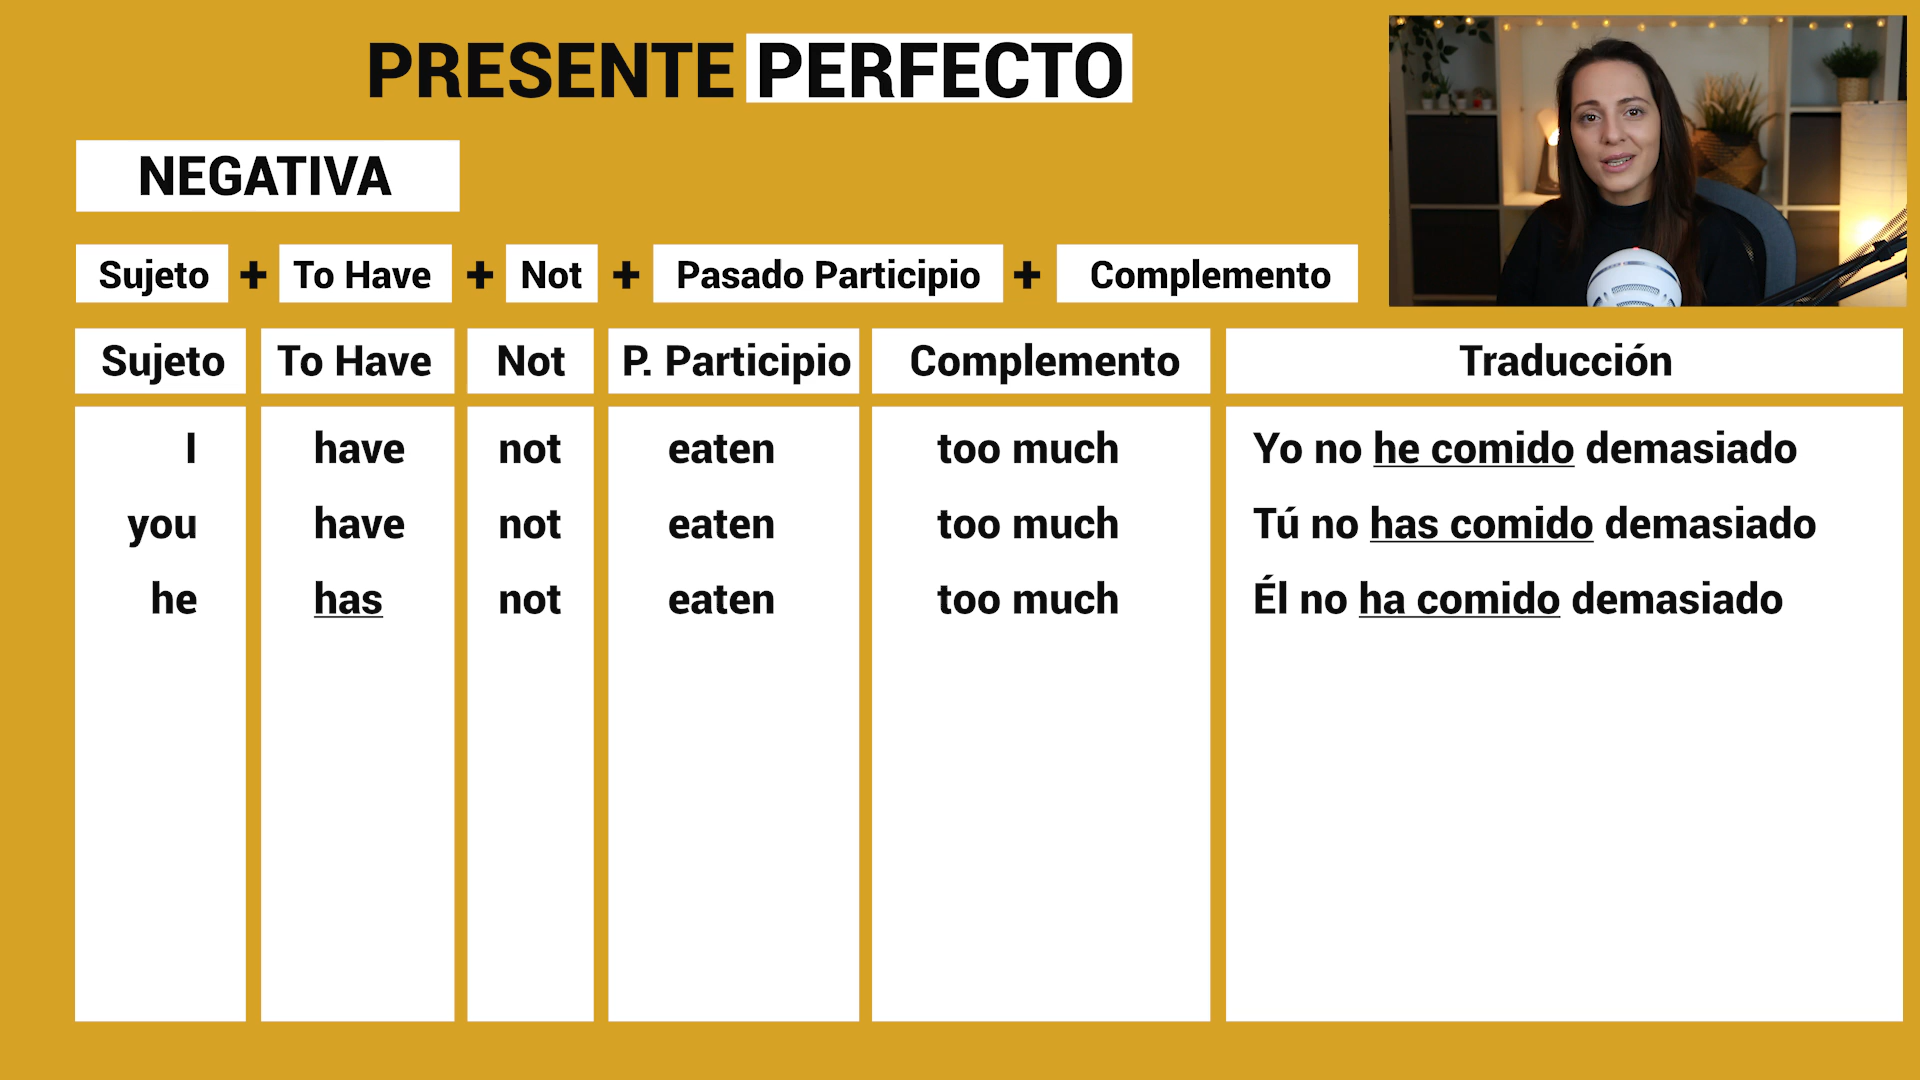 PRESENTE PERFECTO
NEGATIVA
Sujeto + To Have + Not + Pasado Participio + Complemento
Sujeto To Have Not P. Participio Complemento Traducción
I have not eaten too much Yo no he comido demasiado
you have not eaten too much Tú no has comido demasiado
he has not eaten too much Él no ha comido demasiado